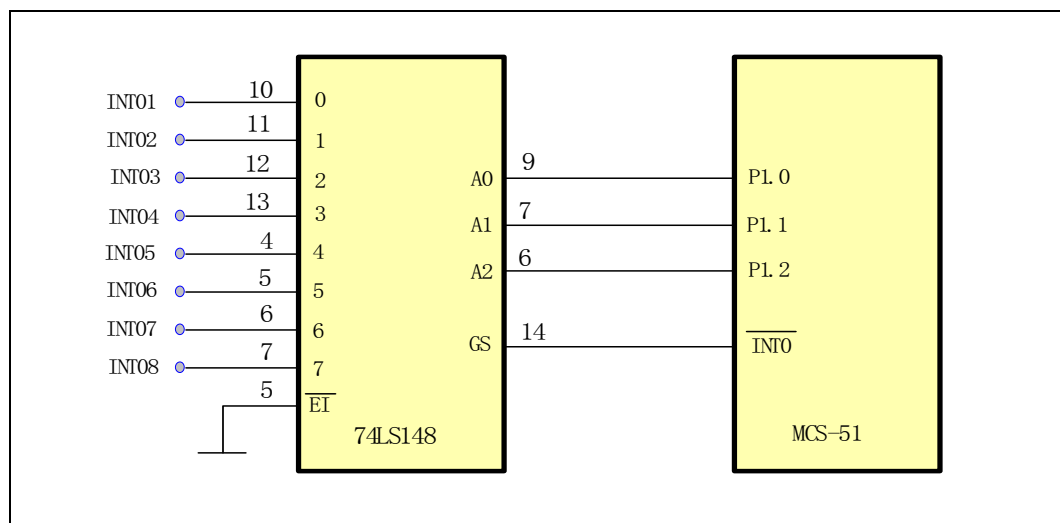 INT01 10 0
INT02 11 1
INT03 12 2
INT04 13 3
INT05 4 4
INT06 5 5
INT07 6 6
INT08 7 7
5 EI
74LS148
A0 9 P1.0
A1 7 P1.1
A2 6 P1.2
GS 14 INT0
MCS-51